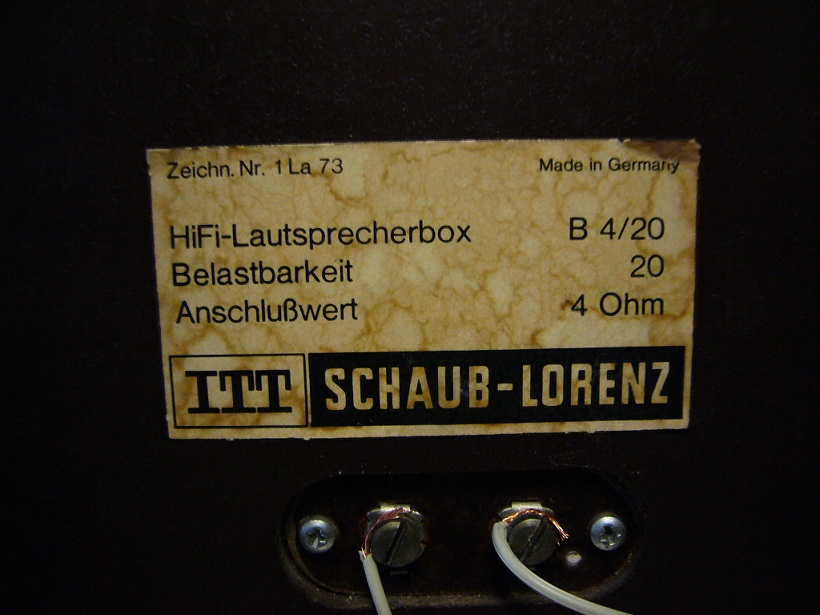 Zeichn. Nr. 1 La 73 Made in Germany
HiFi-Lautsprecherbox B 4/20
Belastbarkeit 20
Anschlußwert 4 Ohm
ITT SCHAUB-LORENZ